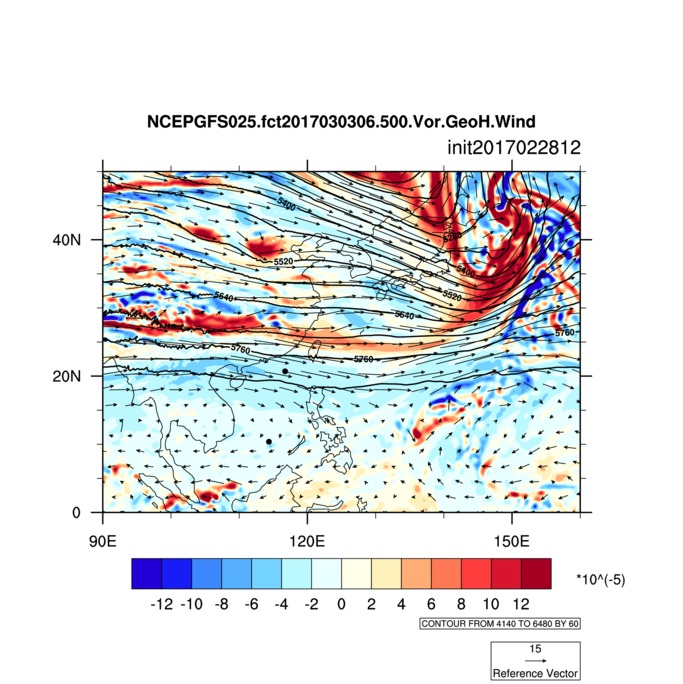 NCEPGFS025.fct2017030306.500.Vor.GeoH.Wind
init2017022812
5400
5280
40N
5520
5400
5520
5640
5640
5760
5760
5760
20N
0
90E 120E 150E
-12 -10 -8 -6 -4 -2 0 2 4 6 8 10 12
*10^(-5)
CONTOUR FROM 4140 TO 6480 BY 60
15
Reference Vector